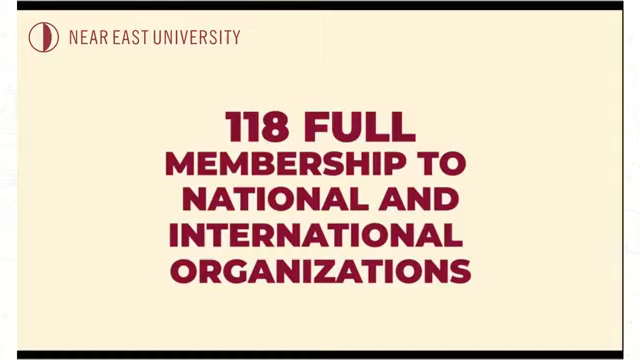 NEAR EAST UNIVERSITY
118 FULL
MEMBERSHIP TO
NATIONAL AND
INTERNATIONAL
ORGANIZATIONS